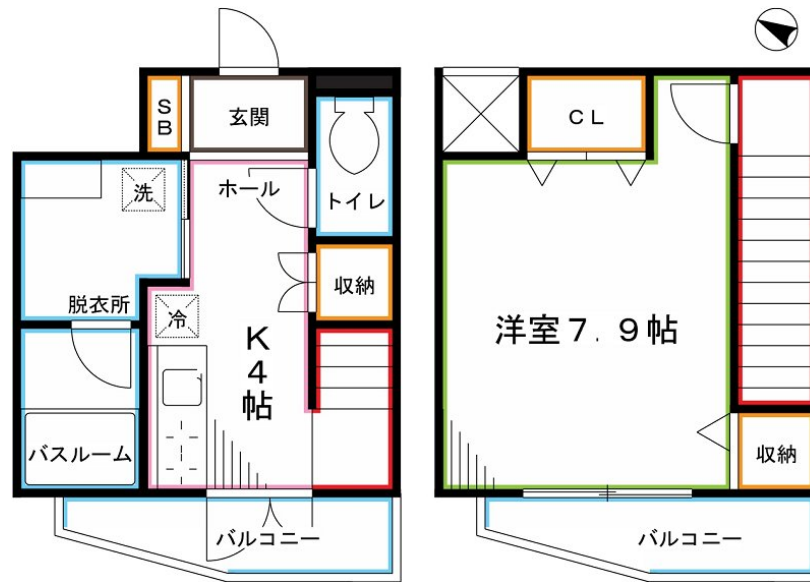 SB
玄関
トイレ
ホール
洗
脱衣所
収納
冷
K4帖
バスルーム
バルコニー
CL
洋室7.9帖
収納
バルコニー